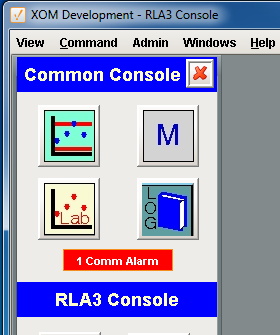 XOM Development - RLA3 Console
View Command Admin Windows Help
Common Console
M
Lab
LOG
1 Comm Alarm
RLA3 Console